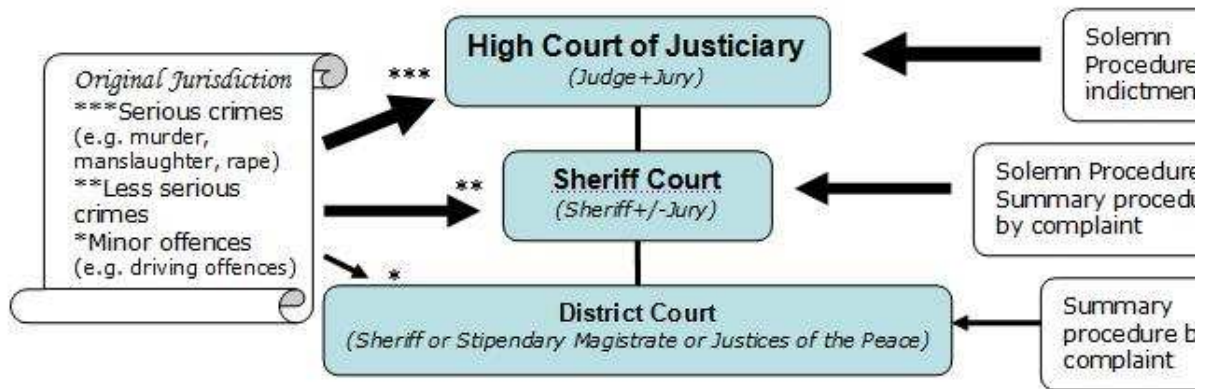 Original Jurisdiction
***Serious crimes
(e.g. murder,
manslaughter, rape)
**Less serious
crimes
*Minor offences
(e.g. driving offences)
***
**
*
High Court of Justiciary
(Judge+Jury)
Sheriff Court
(Sheriff+/-Jury)
District Court
(Sheriff or Stipendary Magistrate or Justices of the Peace)
Solemn
Procedure
indictmen
Solemn Procedure
Summary procedu
by complaint
Summary
procedure b
complaint